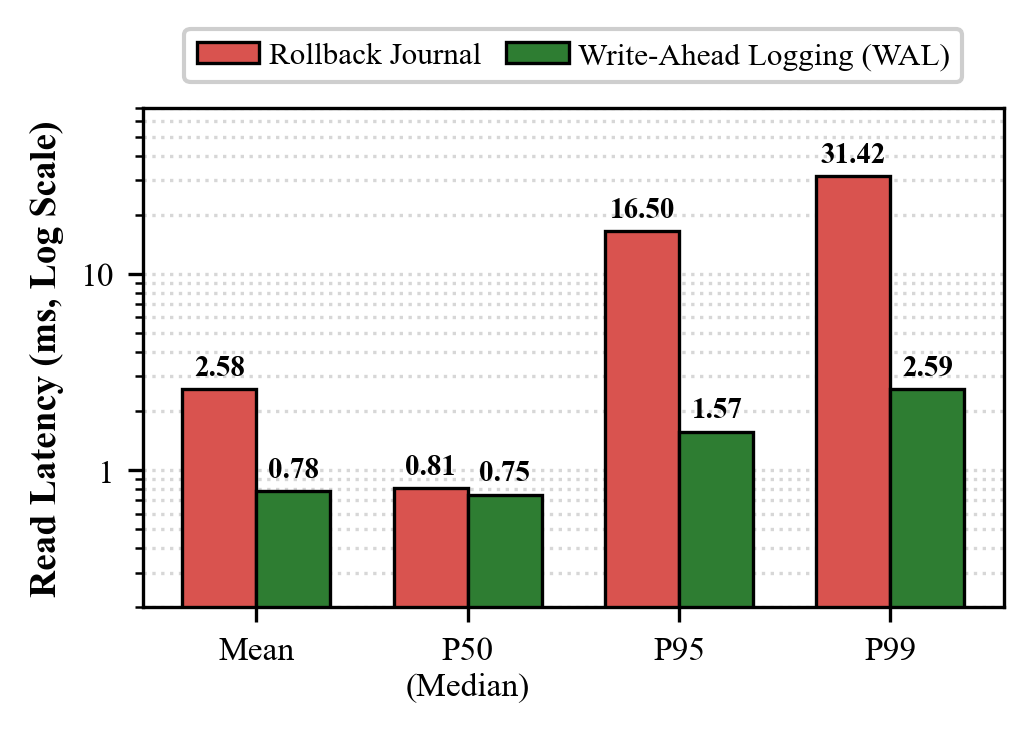 Rollback Journal Write-Ahead Logging (WAL)
Read Latency (ms, Log Scale)
10
1
2.58
0.78
0.81
0.75
16.50
1.57
31.42
2.59
Mean
P50
(Median)
P95
P99